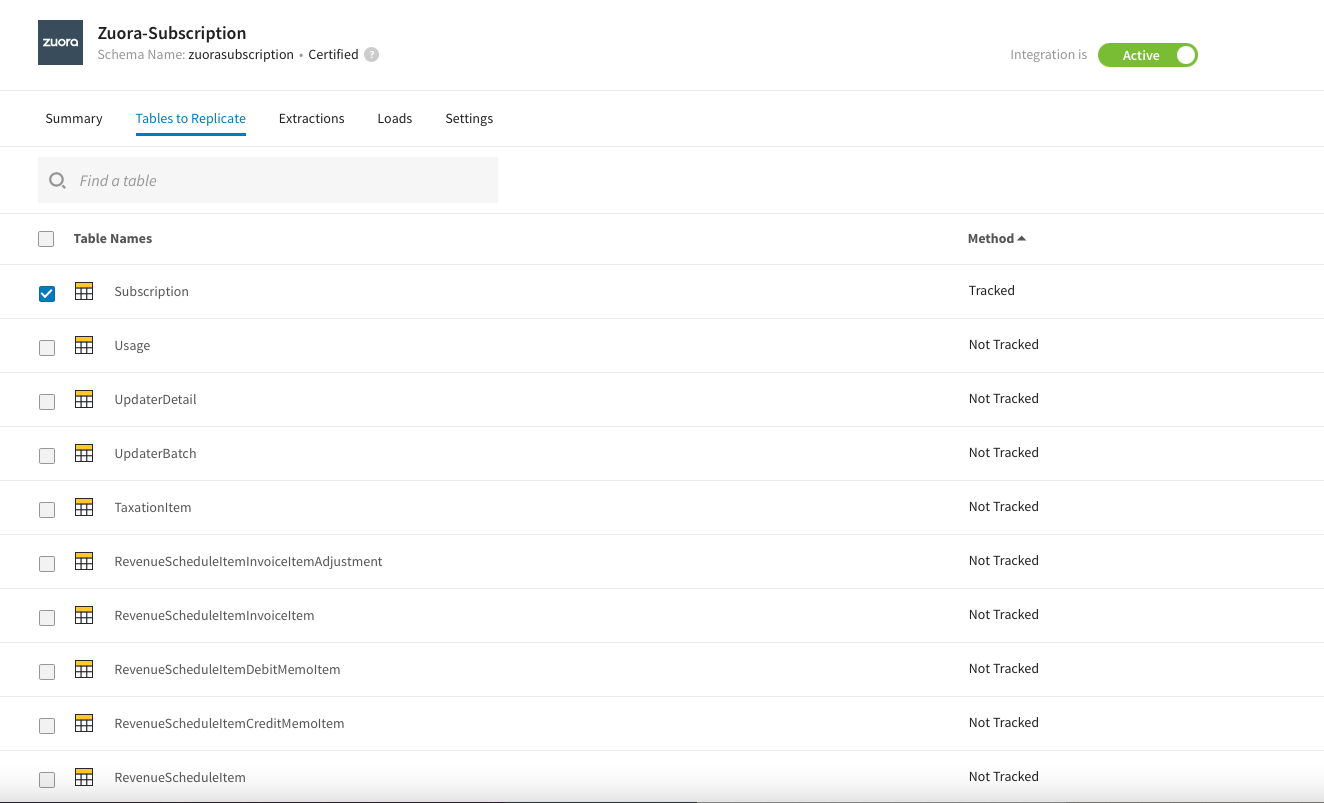 zuora
Zuora-Subscription
Schema Name: zuorasubscription • Certified ?
Integration is Active
Summary Tables to Replicate Extractions Loads Settings
Find a table
Table Names Method
Subscription Tracked
Usage Not Tracked
UpdaterDetail Not Tracked
UpdaterBatch Not Tracked
TaxationItem Not Tracked
RevenueScheduleItemInvoiceItemAdjustment Not Tracked
RevenueScheduleItemInvoiceItem Not Tracked
RevenueScheduleItemDebitMemoItem Not Tracked
RevenueScheduleItemCreditMemoItem Not Tracked
RevenueScheduleItem Not Tracked